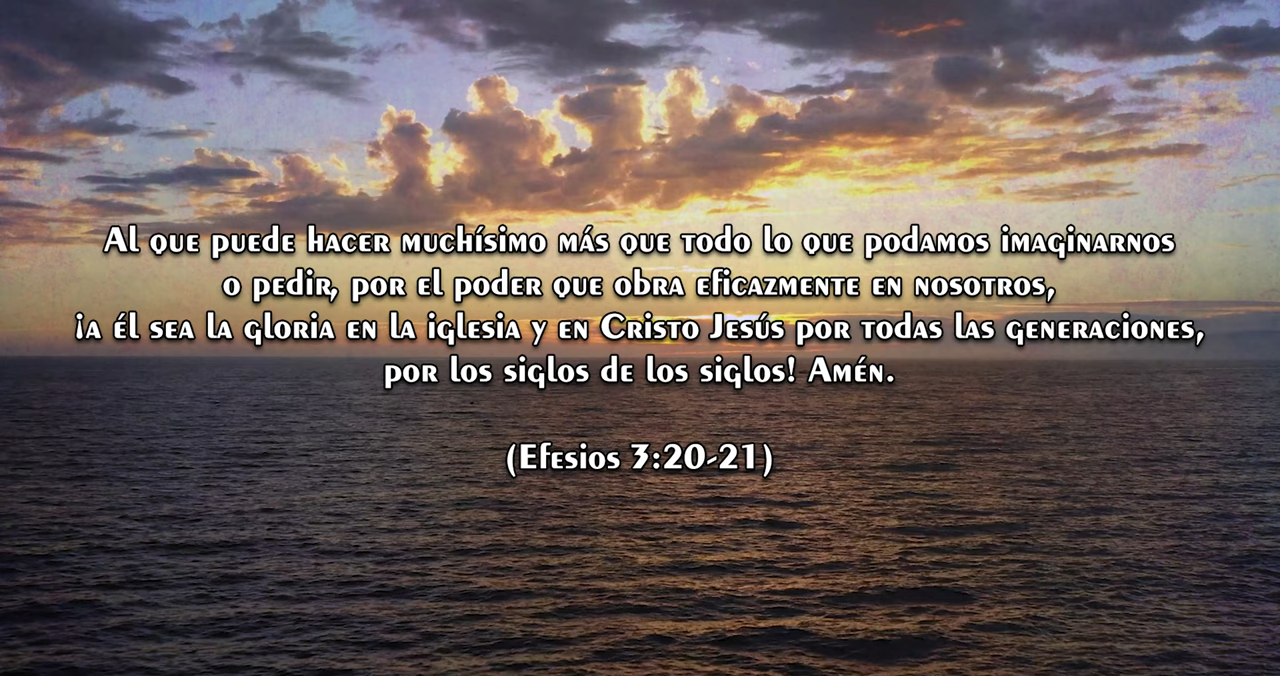 Al que puede hacer muchísimo más que todo lo que podamos imaginarnos
o pedir, por el poder que obra eficazmente en nosotros,
¡a él sea la gloria en la iglesia y en Cristo Jesús por todas las generaciones,
por los siglos de los siglos! Amén.
(Efesios 3:20-21)